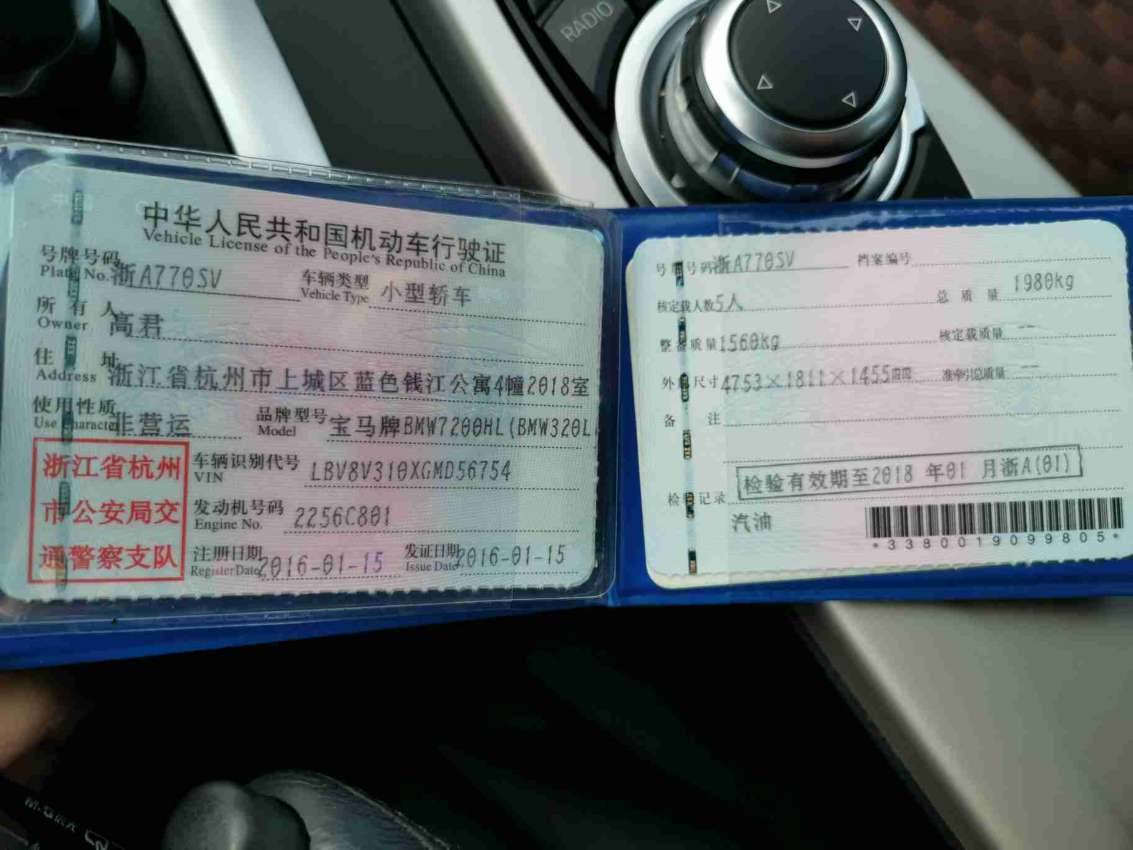 RADIO
中华人民共和国机动车行驶证
Vehicle License of the People's Republic of China
号牌号码 浙A770SV 车辆类型 小型轿车
Plate No. Vehicle Type
所有人 高君
Owner
住址 浙江省杭州市上城区蓝色钱江公寓4幢2018室
Address
使用性质 非营运 品牌型号 宝马牌BMW7200HL(BMW320L
Use Character Model
浙江省杭州
市公安局交
通警察支队
车辆识别代号 LBV8V310XGMD56754
VIN
发动机号码 2256C801
Engine No.
注册日期 2016-01-15 发证日期 2016-01-15
Register Date Issue Date
号牌号码 浙A770SV 档案编号
核定载人数 5人 总质量 1980kg
整备质量 1560kg 核定载质量 --
外廓尺寸 4753×1811×1455mm 准牵引总质量 --
备注
检验记录 检验有效期至2018年01月浙A(01)
汽油
*3380019099805*